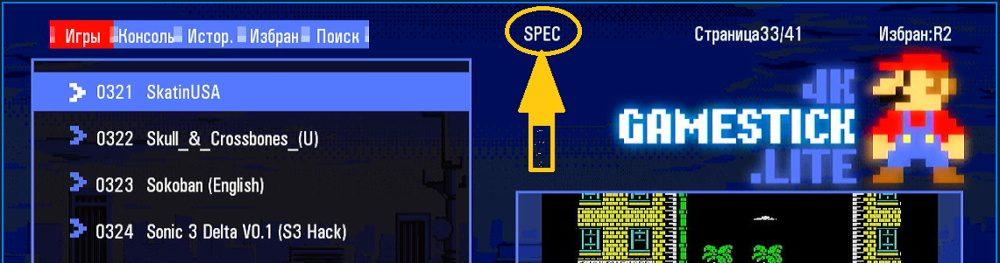 Игры Консоль Истор. Избран Поиск SPEC Страница33/41 Избран:R2
0321 SkatinUSA
0322 Skull_&_Crossbones_(U)
0323 Sokoban (English)
0324 Sonic 3 Delta V0.1 (S3 Hack)
JK
GAMESTICK
.LITE